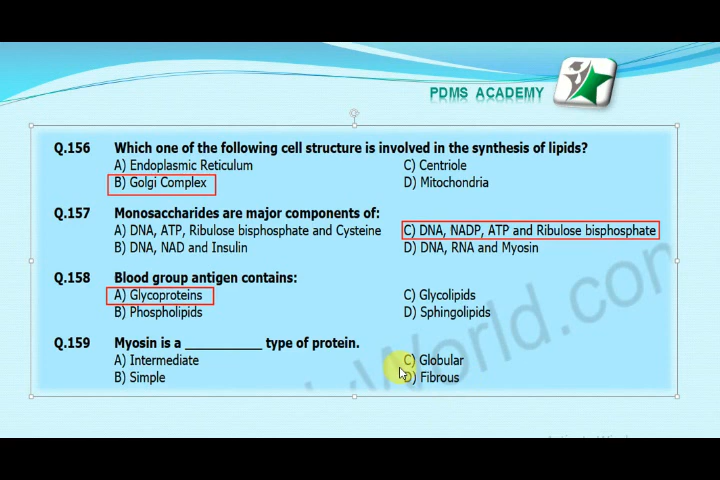 PDMS ACADEMY
Q.156 Which one of the following cell structure is involved in the synthesis of lipids?
A) Endoplasmic Reticulum C) Centriole
B) Golgi Complex D) Mitochondria
Q.157 Monosaccharides are major components of:
A) DNA, ATP, Ribulose bisphosphate and Cysteine C) DNA, NADP, ATP and Ribulose bisphosphate
B) DNA, NAD and Insulin D) DNA, RNA and Myosin
Q.158 Blood group antigen contains:
A) Glycoproteins C) Glycolipids
B) Phospholipids D) Sphingolipids
Q.159 Myosin is a __________ type of protein.
A) Intermediate C) Globular
B) Simple D) Fibrous
World.com